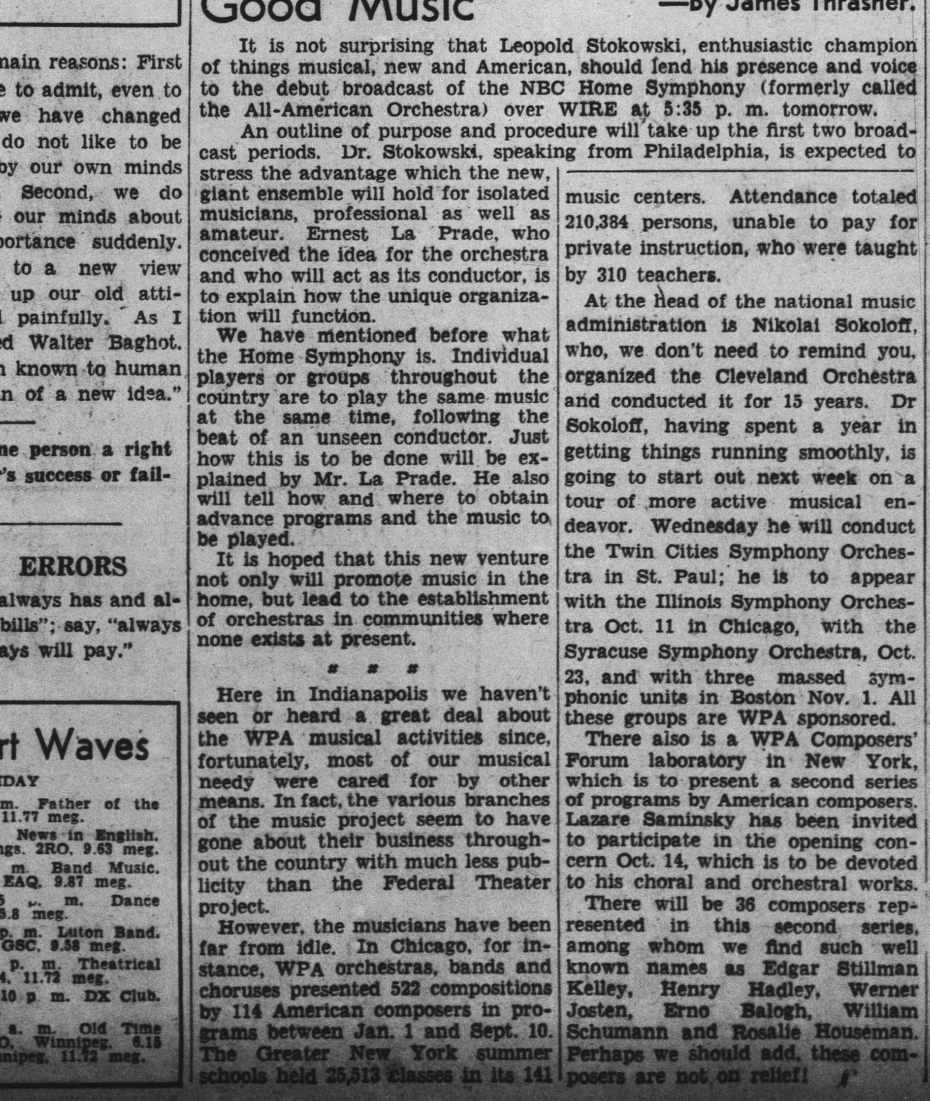 Good Music
—By James Thrasher.
It is not surprising that Leopold Stokowski, enthusiastic champion
of things musical, new and American, should lend his presence and voice
to the debut broadcast of the NBC Home Symphony (formerly called
the All-American Orchestra) over WIRE at 5:35 p. m. tomorrow.
An outline of purpose and procedure will take up the first two broad-
cast periods. Dr. Stokowski, speaking from Philadelphia, is expected to
stress the advantage which the new,
giant ensemble will hold for isolated
musicians, professional as well as
amateur. Ernest La Prade, who
conceived the idea for the orchestra
and who will act as its conductor, is
to explain how the unique organiza-
tion will function.
We have mentioned before what
the Home Symphony is. Individual
players or groups throughout the
country are to play the same music
at the same time, following the
beat of an unseen conductor. Just
how this is to be done will be ex-
plained by Mr. La Prade. He also
will tell how and where to obtain
advance programs and the music to
be played.
It is hoped that this new venture
not only will promote music in the
home, but lead to the establishment
of orchestras in communities where
none exists at present.
# # #
Here in Indianapolis we haven't
seen or heard a great deal about
the WPA musical activities since,
fortunately, most of our musical
needy were cared for by other
means. In fact, the various branches
of the music project seem to have
gone about their business through-
out the country with much less pub-
licity than the Federal Theater
project.
However, the musicians have been
far from idle. In Chicago, for in-
stance, WPA orchestras, bands and
choruses presented 522 compositions
by 114 American composers in pro-
grams between Jan. 1 and Sept. 10.
The Greater New York summer
schools held 25,513 classes in its 141
music centers. Attendance totaled
210,384 persons, unable to pay for
private instruction, who were taught
by 310 teachers.
At the head of the national music
administration is Nikolai Sokoloff,
who, we don't need to remind you,
organized the Cleveland Orchestra
and conducted it for 15 years. Dr
Sokoloff, having spent a year in
getting things running smoothly, is
going to start out next week on a
tour of more active musical en-
deavor. Wednesday he will conduct
the Twin Cities Symphony Orches-
tra in St. Paul; he is to appear
with the Illinois Symphony Orches-
tra Oct. 11 in Chicago, with the
Syracuse Symphony Orchestra, Oct.
23, and with three massed sym-
phonic units in Boston Nov. 1. All
these groups are WPA sponsored.
There also is a WPA Composers'
Forum laboratory in New York,
which is to present a second series
of programs by American composers.
Lazare Saminsky has been invited
to participate in the opening con-
cern Oct. 14, which is to be devoted
to his choral and orchestral works.
There will be 36 composers rep-
resented in this second series,
among whom we find such well
known names as Edgar Stillman
Kelley, Henry Hadley, Werner
Josten, Erno Balogh, William
Schumann and Rosalie Houseman.
Perhaps we should add, these com-
posers are not on relief!
main reasons: First
to admit, even to
we have changed
do not like to be
by our own minds
Second, we do
our minds about
suddenly.
to a new view
up our old atti-
painfully. As I
Walter Baghot.
known to human
of a new idea."
person a right
success or fail-
ERRORS
always has and al-
bills"; say, "always
will pay."
Waves
m. Father of the
11.77 meg.
News in English.
2RO, 9.63 meg.
m. Band Music.
EAQ, 9.87 meg.
p. m. Dance
meg.
p. m. Luton Band.
GSC, 9.58 meg.
p. m. Theatrical
11.72 meg.
10 p m. DX Club.
a. m. Old Time
Winnipeg, 6.15
11.72 meg.